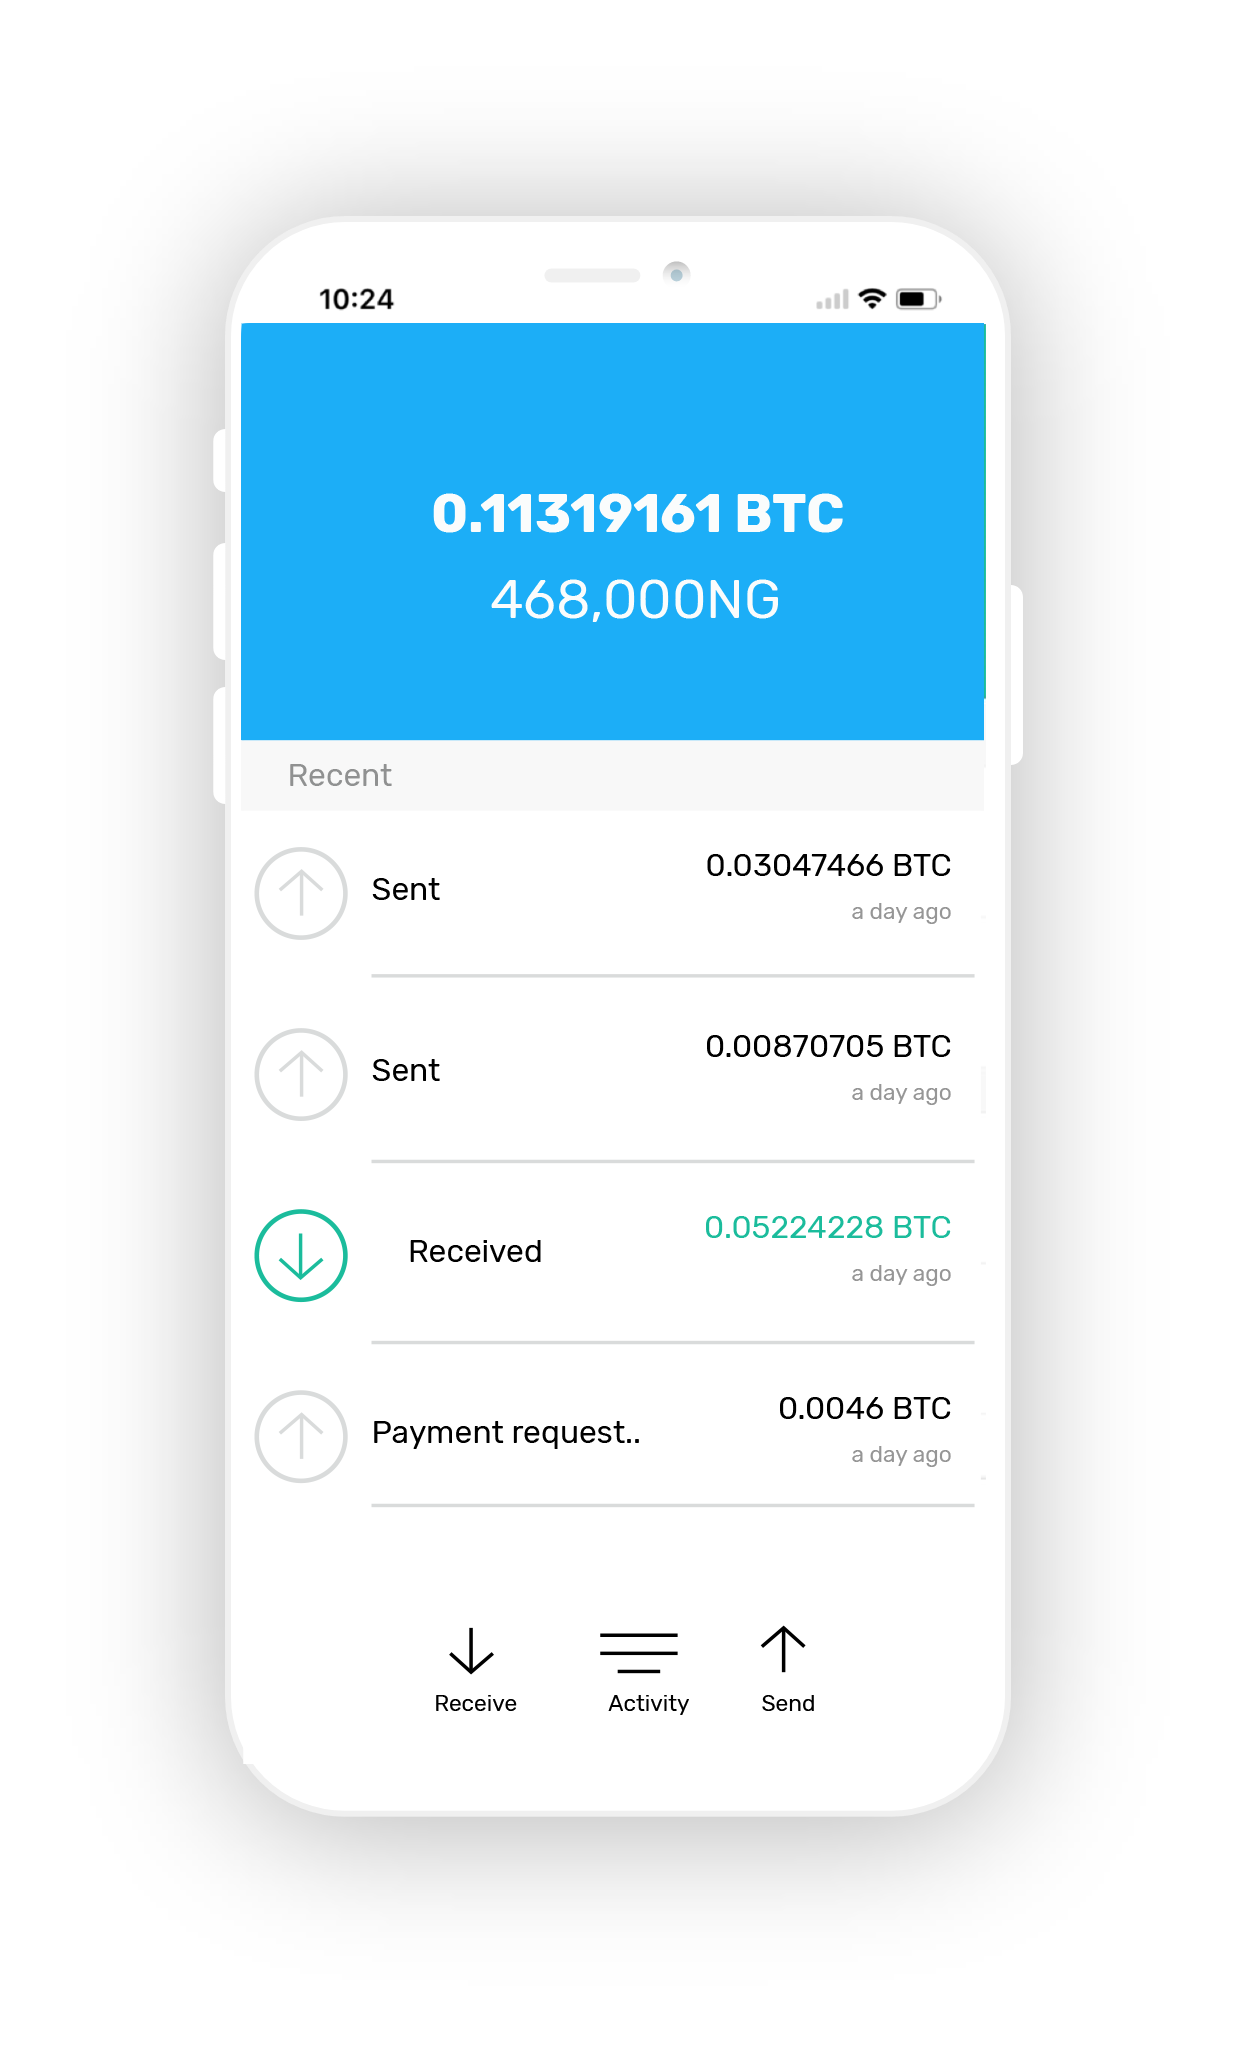 10:24
0.11319161 BTC
468,000NG
Recent
Sent
0.03047466 BTC
a day ago
Sent
0.00870705 BTC
a day ago
Received
0.05224228 BTC
a day ago
Payment request..
0.0046 BTC
a day ago
Receive Activity Send